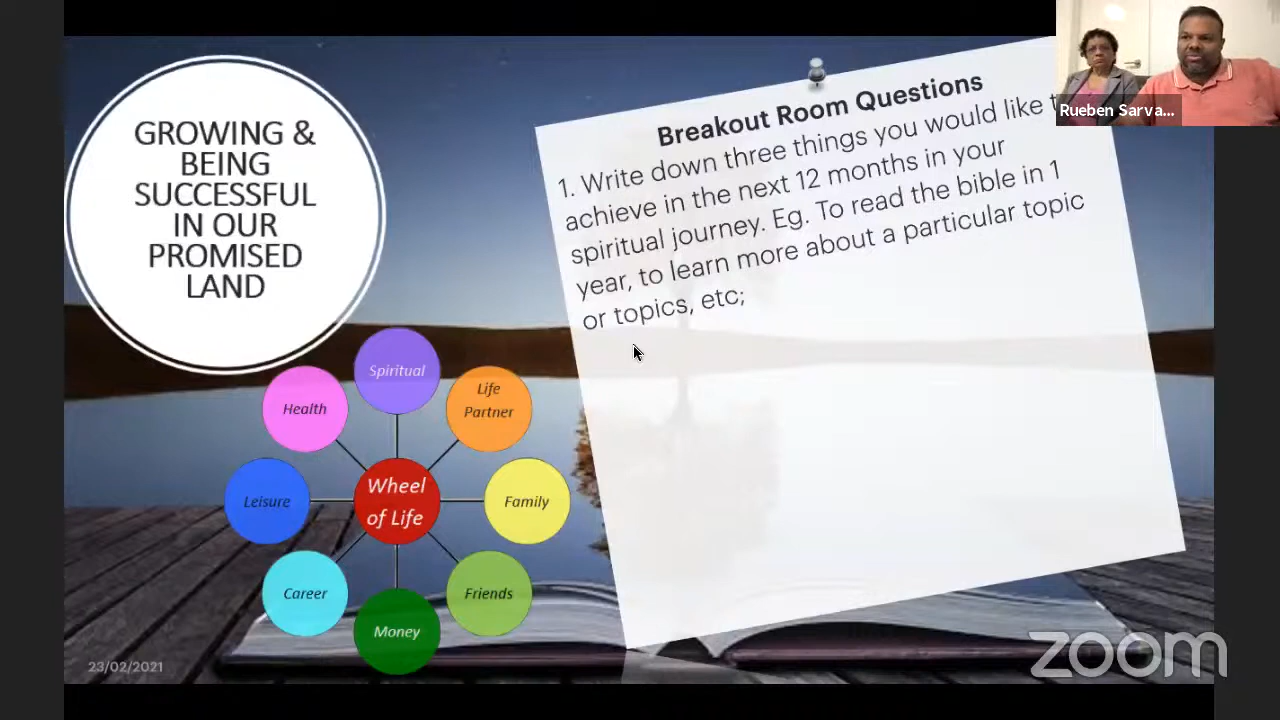 GROWING &
BEING
SUCCESSFUL
IN OUR
PROMISED
LAND
Breakout Room Questions
1. Write down three things you would like
achieve in the next 12 months in your
spiritual journey. Eg. To read the bible in 1
year, to learn more about a particular topic
or topics, etc;
Rueben Sarva...
Spiritual
Life
Partner
Health
Wheel
of Life
Leisure
Family
Career
Friends
Money
23/02/2021
zoom